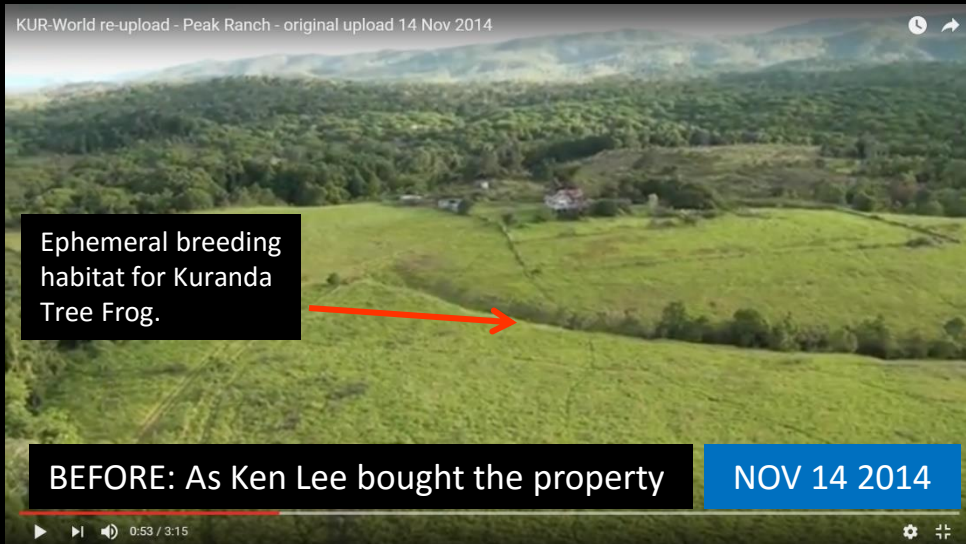 KUR-World re-upload - Peak Ranch - original upload 14 Nov 2014
Ephemeral breeding
habitat for Kuranda
Tree Frog.
BEFORE: As Ken Lee bought the property
NOV 14 2014
0:53 / 3:15